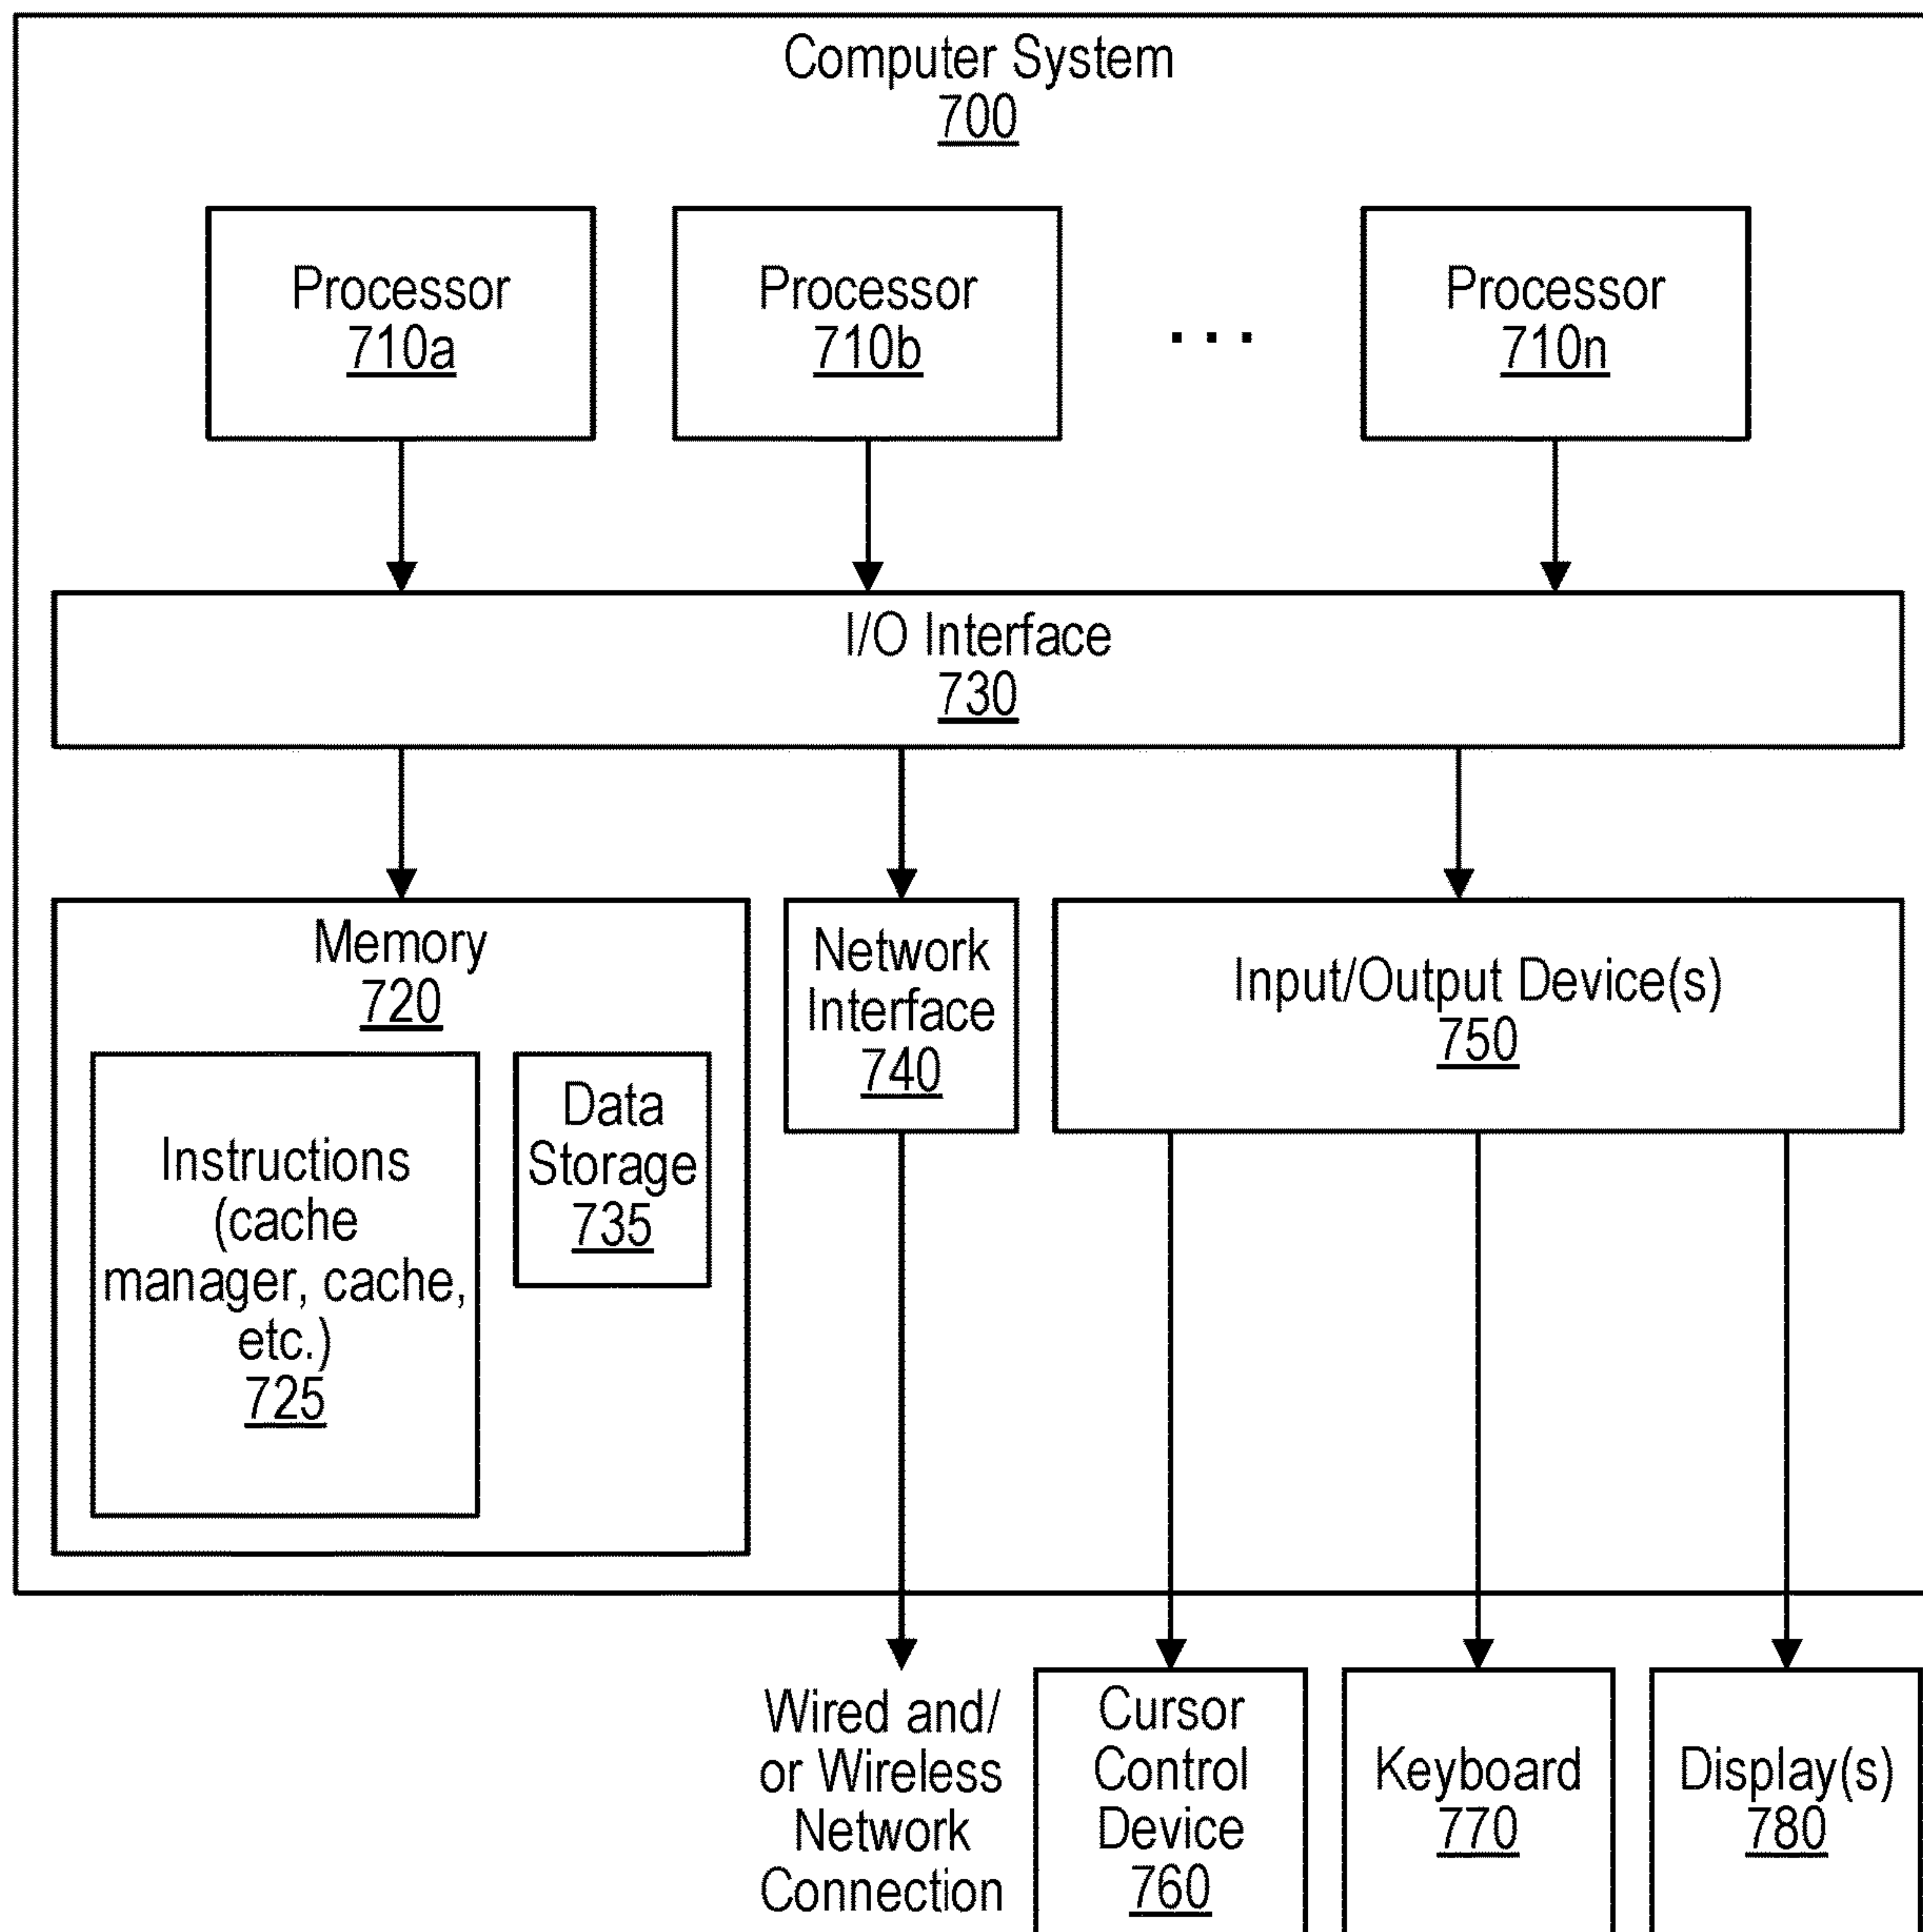 Computer System
700
Processor
710a
Processor
710b
...
Processor
710n
I/O Interface
730
Memory
720
Instructions
(cache
manager, cache,
etc.)
725
Data
Storage
735
Network
Interface
740
Input/Output Device(s)
750
Wired and/
or Wireless
Network
Connection
Cursor
Control
Device
760
Keyboard
770
Display(s)
780